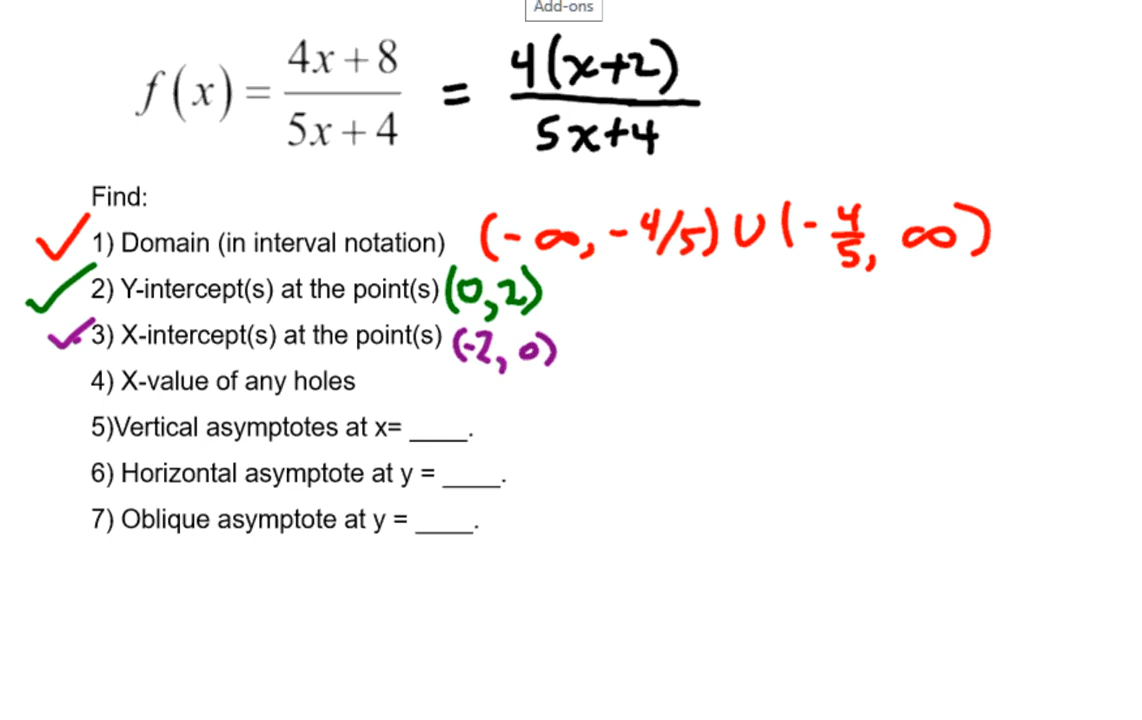 Add-ons
f(x) = 4x + 8 / 5x + 4 = 4(x+2) / 5x+4
Find:
1) Domain (in interval notation) (-∞, -4/5) ∪ (-4/5, ∞)
2) Y-intercept(s) at the point(s) (0,2)
3) X-intercept(s) at the point(s) (-2, 0)
4) X-value of any holes
5)Vertical asymptotes at x= ____.
6) Horizontal asymptote at y = ____.
7) Oblique asymptote at y = ____.